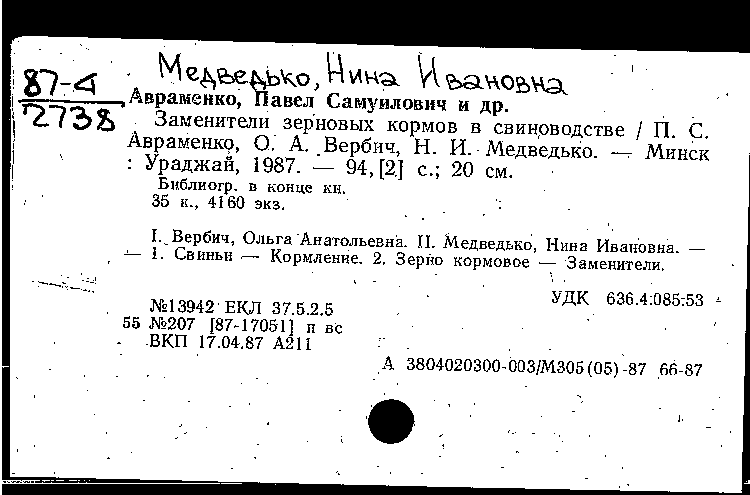 Медведько, Нина Ивановна
87-4
2738
Авраменко, Павел Самуилович и др.
Заменители зерновых кормов в свиноводстве / П. С.
Авраменко, О. А. Вербич, Н. И. Медведько. — Минск
: Ураджай, 1987. — 94, [2] с.; 20 см.
Библиогр. в конце кн.
35 к., 4160 экз.
I. Вербич, Ольга Анатольевна. II. Медведько, Нина Ивановна. —
— 1. Свиньи — Кормление. 2. Зерно кормовое — Заменители.
УДК 636.4.085:53
№13942 ЕКЛ 37.5.2.5
55 №207 [87-17051] п вс
ВКП 17.04.87 А211
А 3804020300-003/М305(05)-87 66-87